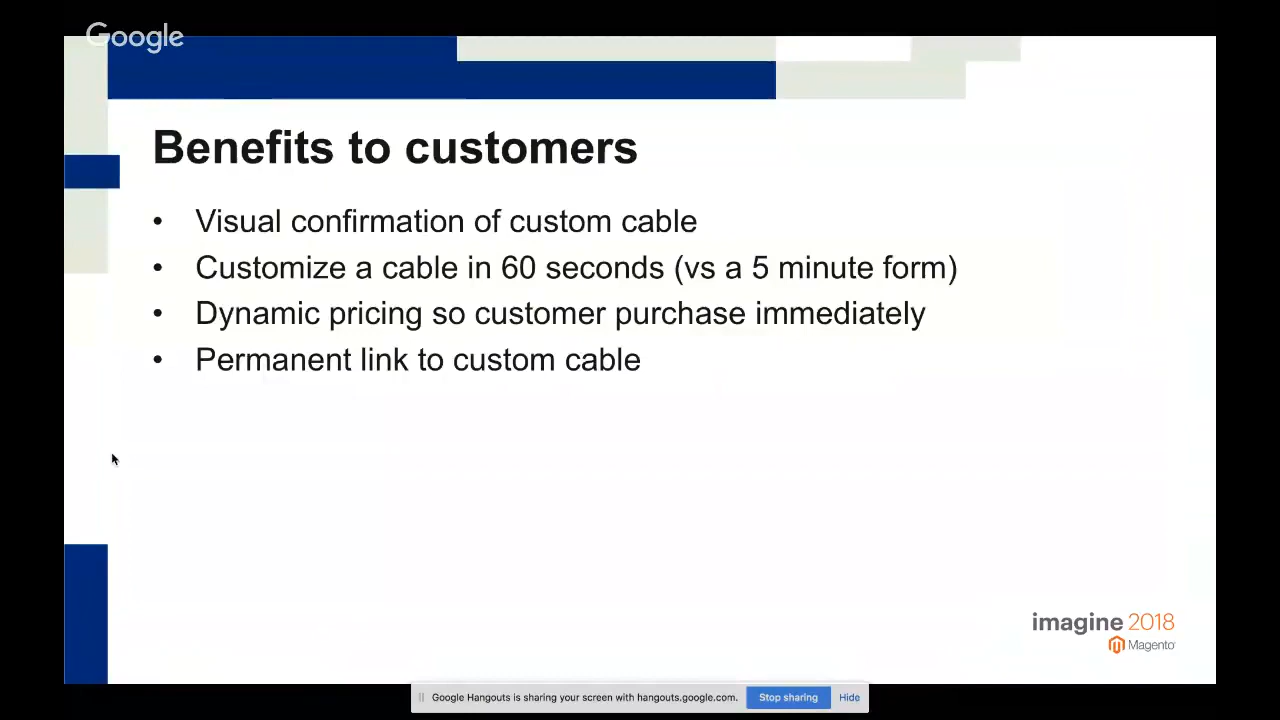 Google
Benefits to customers
• Visual confirmation of custom cable
• Customize a cable in 60 seconds (vs a 5 minute form)
• Dynamic pricing so customer purchase immediately
• Permanent link to custom cable
imagine 2018
Magento
Google Hangouts is sharing your screen with hangouts.google.com. Stop sharing Hide